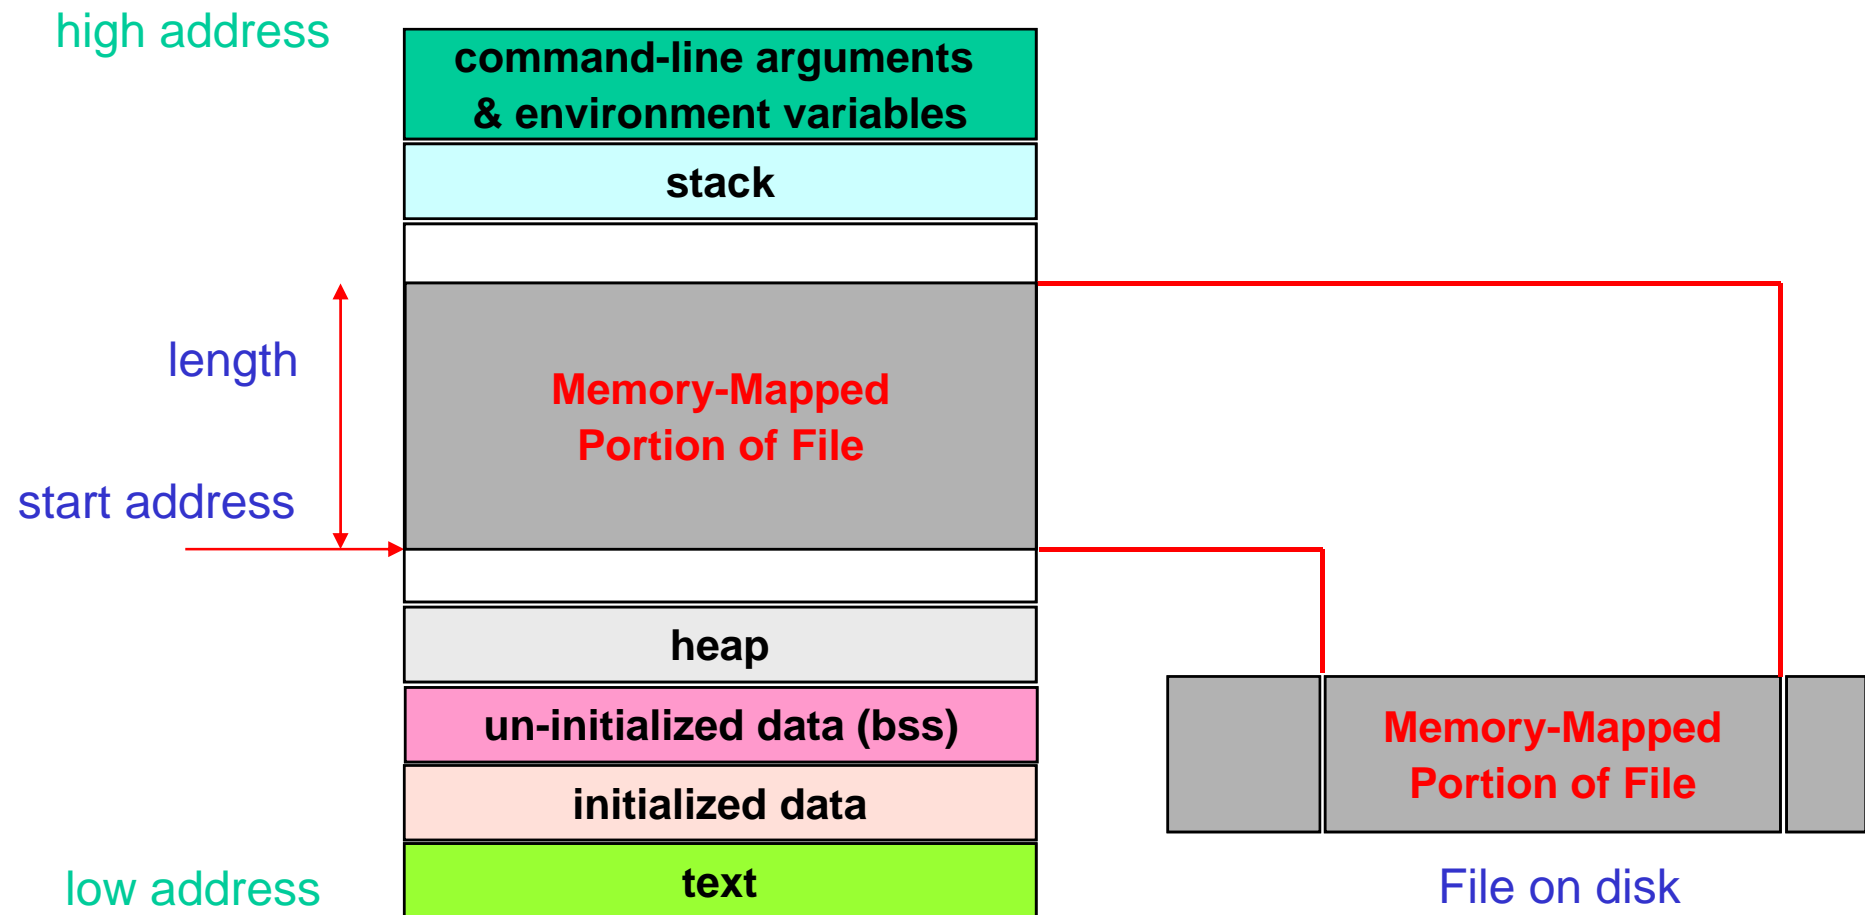 high address
command-line arguments
& environment variables
stack
length
Memory-Mapped
Portion of File
start address
heap
un-initialized data (bss)
initialized data
text
low address
Memory-Mapped
Portion of File
File on disk